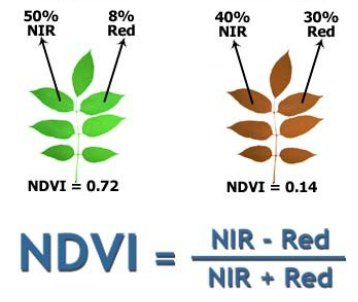 50% NIR
8% Red
40% NIR
30% Red
NDVI = 0.72
NDVI = 0.14
NDVI = NIR - Red
NIR + Red